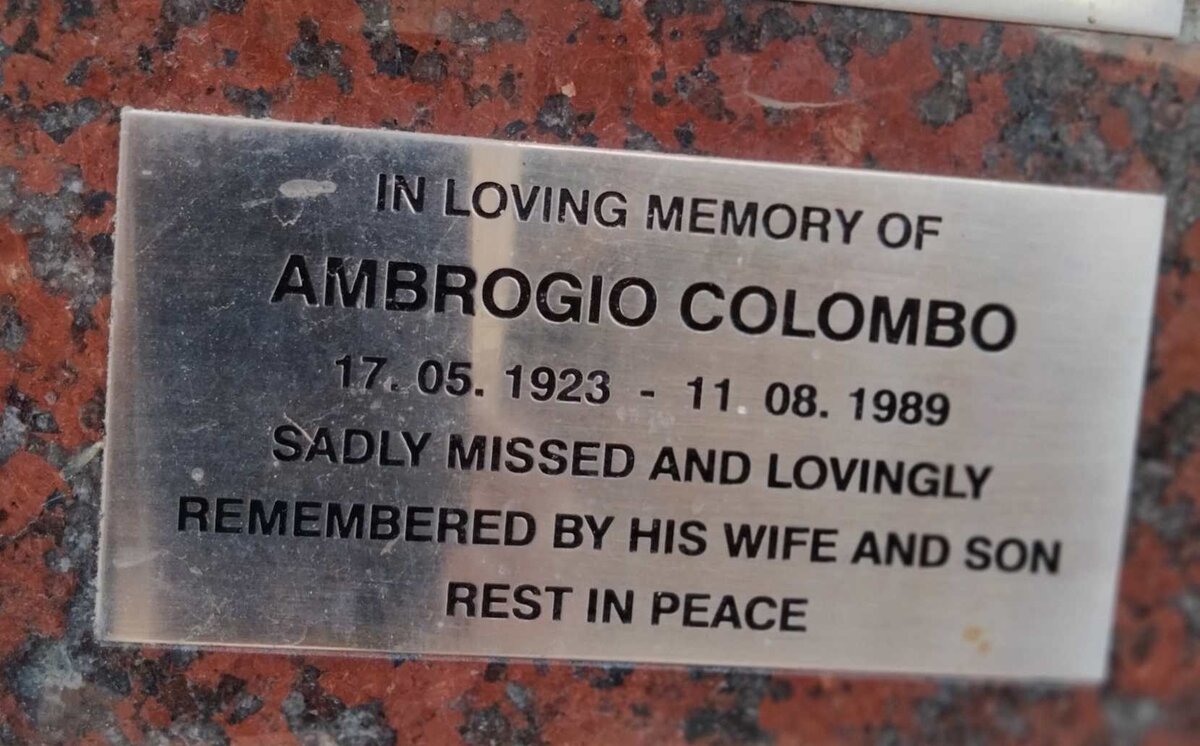 IN LOVING MEMORY OF
AMBROGIO COLOMBO
17. 05. 1923 - 11. 08. 1989
SADLY MISSED AND LOVINGLY
REMEMBERED BY HIS WIFE AND SON
REST IN PEACE